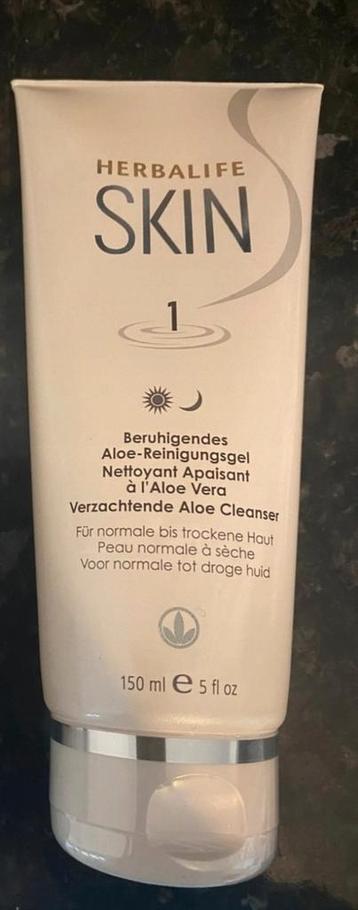 HERBALIFE
SKIN
1
Beruhigendes
Aloe-Reinigungsgel
Nettoyant Apaisant
à l'Aloe Vera
Verzachtende Aloe Cleanser
Für normale bis trockene Haut
Peau normale à sèche
Voor normale tot droge huid
150 ml e 5 fl oz